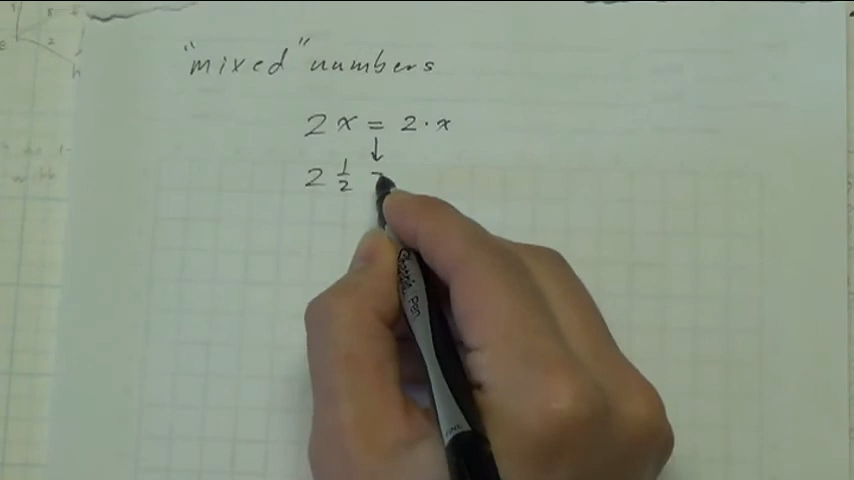 "mixed" numbers
2x = 2·x
↓
2 1/2 =